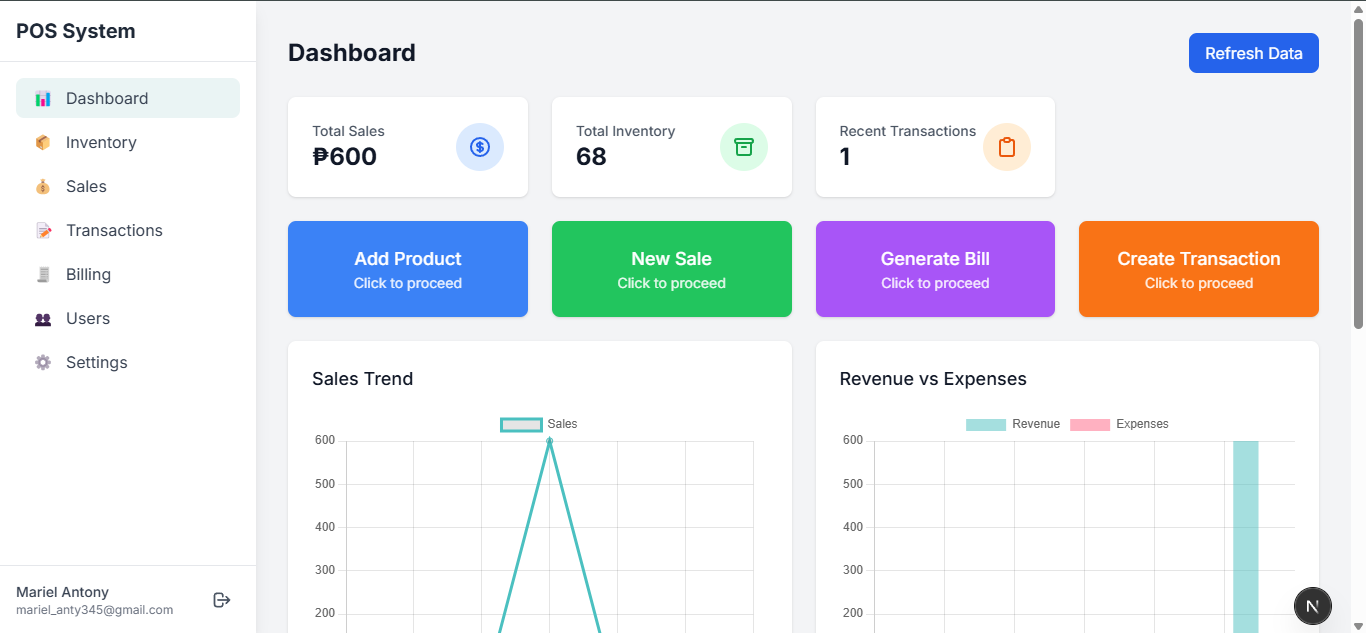 POS System
Dashboard
Inventory
Sales
Transactions
Billing
Users
Settings
Mariel Antony
mariel_anty345@gmail.com
Dashboard
Refresh Data
Total Sales
₱600
Total Inventory
68
Recent Transactions
1
Add Product
Click to proceed
New Sale
Click to proceed
Generate Bill
Click to proceed
Create Transaction
Click to proceed
Sales Trend
Sales
600
500
400
300
200
Revenue vs Expenses
Revenue
Expenses
600
500
400
300
200
N